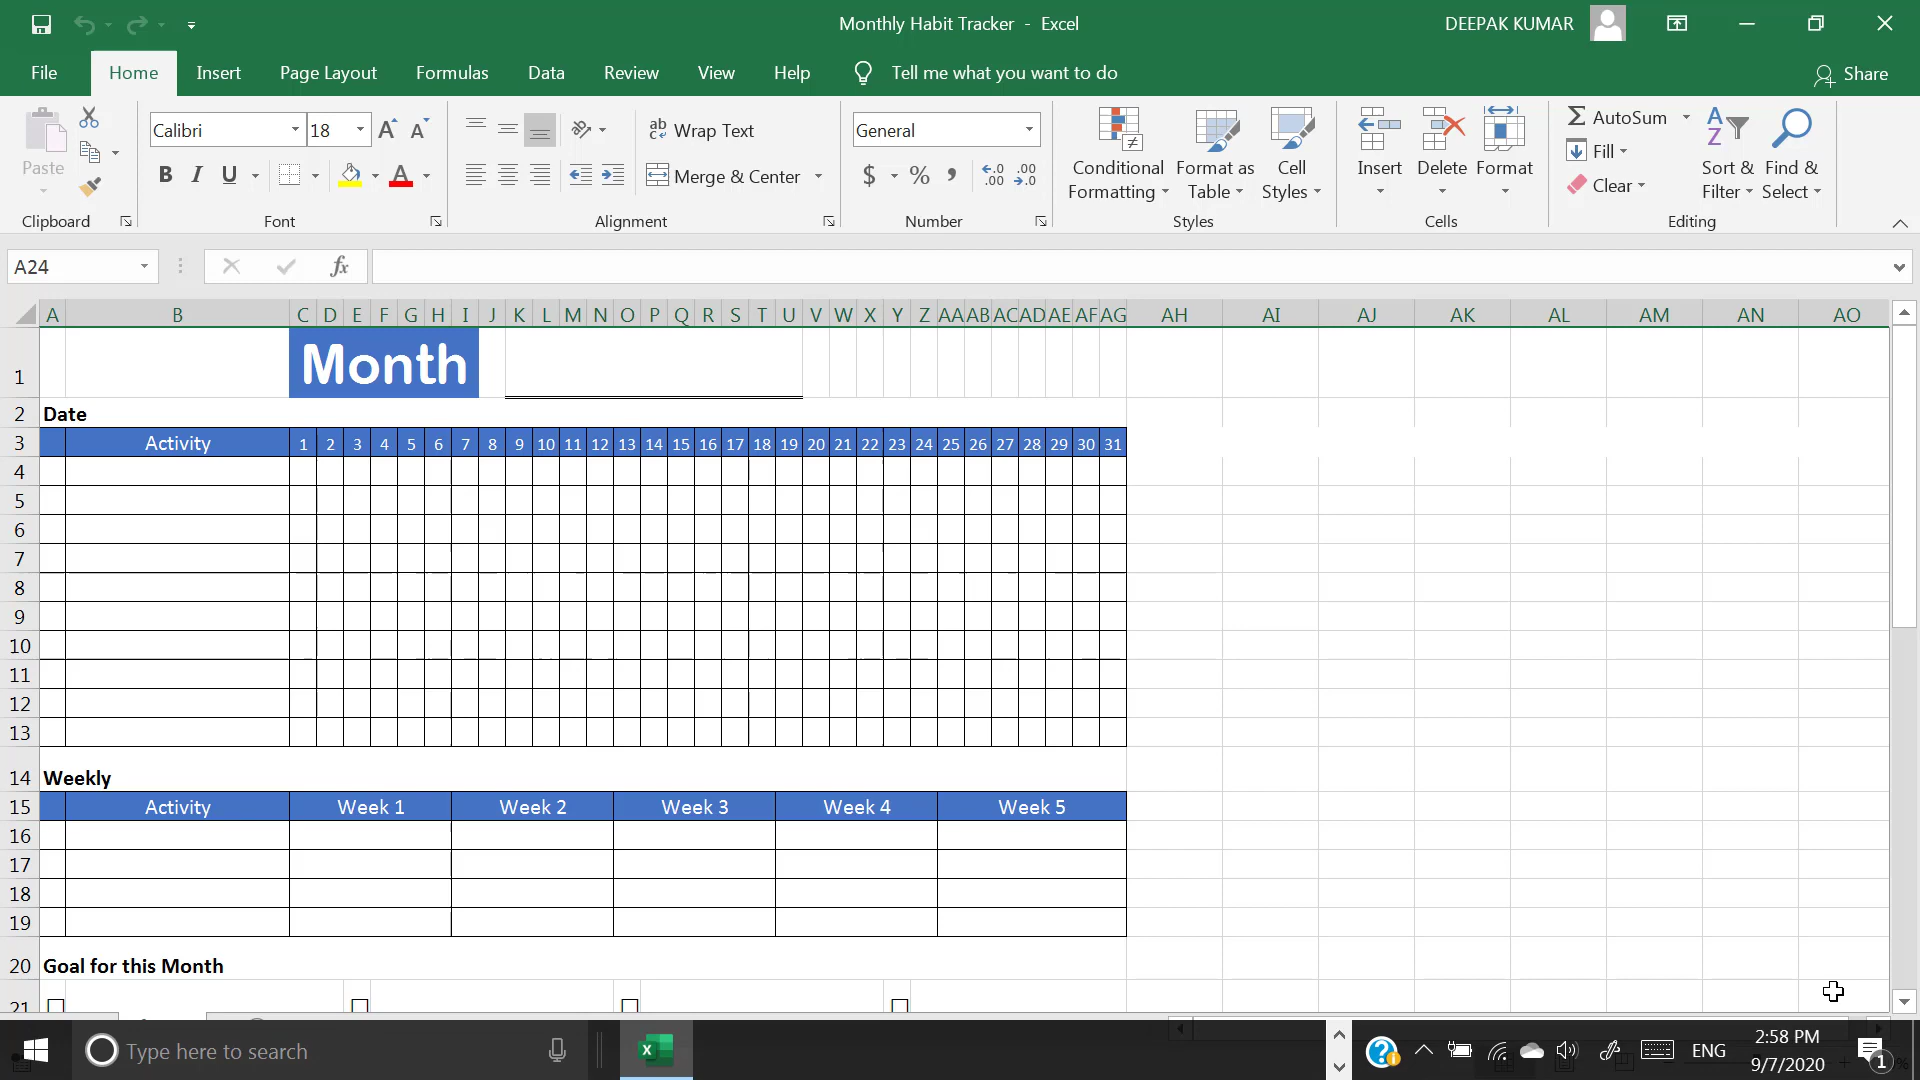 Monthly Habit Tracker - Excel
DEEPAK KUMAR
File Home Insert Page Layout Formulas Data Review View Help Tell me what you want to do Share
Paste
Clipboard
Calibri 18
B I U A
Font
ab Wrap Text
Merge & Center
Alignment
General
$ % ,
Number
Conditional Formatting
Format as Table
Cell Styles
Styles
Insert Delete Format
Cells
AutoSum
Fill
Clear
Sort & Filter
Find & Select
Editing
A24 fx
A B C D E F G H I J K L M N O P Q R S T U V W X Y Z AA AB AC AD AE AF AG AH AI AJ AK AL AM AN AO
1 Month
2 Date
3 Activity 1 2 3 4 5 6 7 8 9 10 11 12 13 14 15 16 17 18 19 20 21 22 23 24 25 26 27 28 29 30 31
4
5
6
7
8
9
10
11
12
13
14 Weekly
15 Activity Week 1 Week 2 Week 3 Week 4 Week 5
16
17
18
19
20 Goal for this Month
21
Type here to search
ENG
2:58 PM
9/7/2020
1